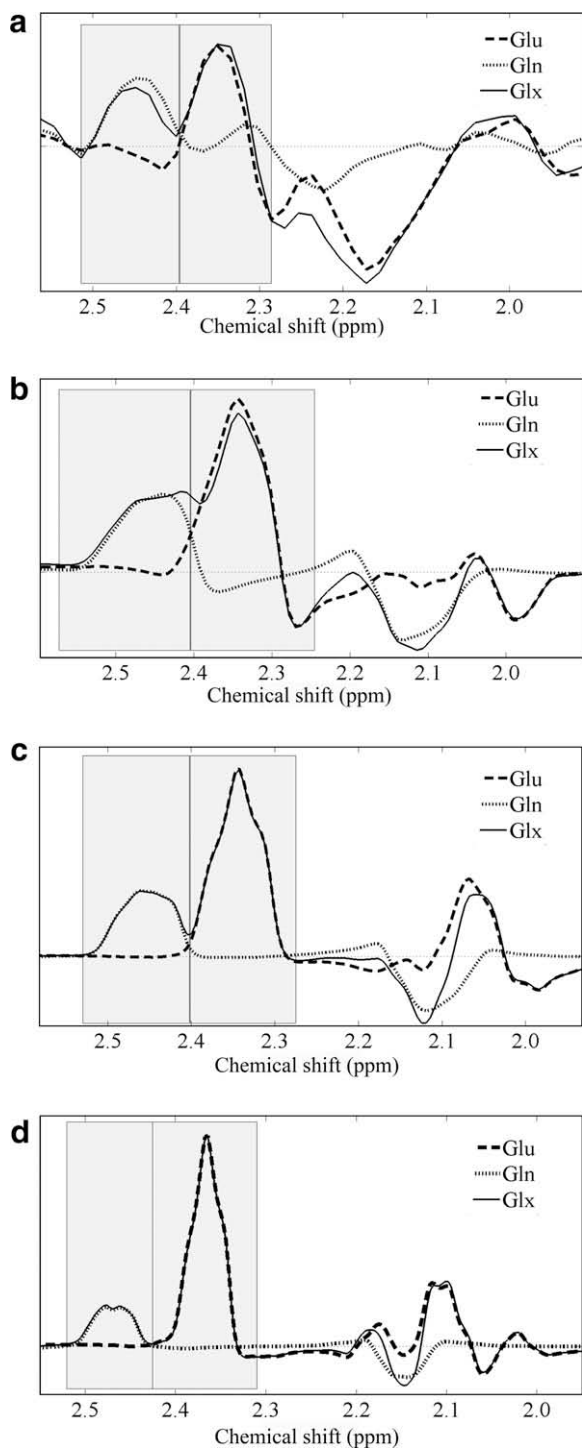 a
Glu
Gln
Glx
2.5 2.4 2.3 2.2 2.1 2.0
Chemical shift (ppm)
b
Glu
Gln
Glx
2.5 2.4 2.3 2.2 2.1 2.0
Chemical shift (ppm)
c
Glu
Gln
Glx
2.5 2.4 2.3 2.2 2.1 2.0
Chemical shift (ppm)
d
Glu
Gln
Glx
2.5 2.4 2.3 2.2 2.1 2.0
Chemical shift (ppm)